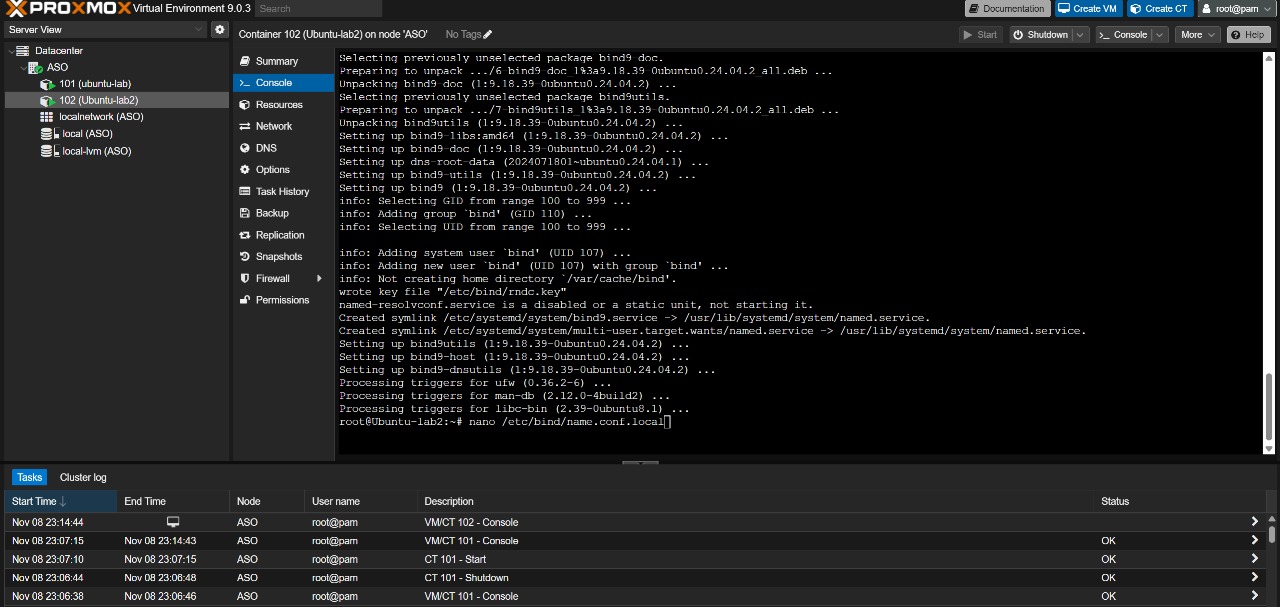 PROXMOX Virtual Environment 9.0.3 Search Documentation Create VM Create CT root@pam
Server View
Container 102 (Ubuntu-lab2) on node 'ASO' No Tags Start Shutdown Console More Help
Datacenter
ASO
101 (ubuntu-lab)
102 (Ubuntu-lab2)
localnetwork (ASO)
local (ASO)
local-lvm (ASO)
Summary
Console
Resources
Network
DNS
Options
Task History
Backup
Replication
Snapshots
Firewall
Permissions
Selecting previously unselected package bind9 doc.
Preparing to unpack .../6-bind9-doc_1%3a9.18.39-0ubuntu0.24.04.2_all.deb ...
Unpacking bind9-doc (1:9.18.39-0ubuntu0.24.04.2) ...
Selecting previously unselected package bind9utils.
Preparing to unpack .../7-bind9utils_1%3a9.18.39-0ubuntu0.24.04.2_all.deb ...
Unpacking bind9utils (1:9.18.39-0ubuntu0.24.04.2) ...
Setting up bind9-libs:amd64 (1:9.18.39-0ubuntu0.24.04.2) ...
Setting up bind9-doc (1:9.18.39-0ubuntu0.24.04.2) ...
Setting up dns-root-data (2024071801~ubuntu0.24.04.1) ...
Setting up bind9-utils (1:9.18.39-0ubuntu0.24.04.2) ...
Setting up bind9 (1:9.18.39-0ubuntu0.24.04.2) ...
info: Selecting GID from range 100 to 999 ...
info: Adding group `bind' (GID 110) ...
info: Selecting UID from range 100 to 999 ...
info: Adding system user `bind' (UID 107) ...
info: Adding new user `bind' (UID 107) with group `bind' ...
info: Not creating home directory `/var/cache/bind'.
wrote key file "/etc/bind/rndc.key"
named-resolvconf.service is a disabled or a static unit, not starting it.
Created symlink /etc/systemd/system/bind9.service -> /usr/lib/systemd/system/named.service.
Created symlink /etc/systemd/system/multi-user.target.wants/named.service -> /usr/lib/systemd/system/named.service.
Setting up bind9utils (1:9.18.39-0ubuntu0.24.04.2) ...
Setting up bind9-host (1:9.18.39-0ubuntu0.24.04.2) ...
Setting up bind9-dnsutils (1:9.18.39-0ubuntu0.24.04.2) ...
Processing triggers for ufw (0.36.2-6) ...
Processing triggers for man-db (2.12.0-4build2) ...
Processing triggers for libc-bin (2.39-0ubuntu8.1) ...
root@Ubuntu-lab2:~# nano /etc/bind/name.conf.local
Tasks Cluster log
Start Time End Time Node User name Description Status
Nov 08 23:14:44 ASO root@pam VM/CT 102 - Console
Nov 08 23:07:15 Nov 08 23:14:43 ASO root@pam VM/CT 101 - Console OK
Nov 08 23:07:10 Nov 08 23:07:15 ASO root@pam CT 101 - Start OK
Nov 08 23:06:44 Nov 08 23:06:48 ASO root@pam CT 101 - Shutdown OK
Nov 08 23:06:38 Nov 08 23:06:46 ASO root@pam VM/CT 101 - Console OK